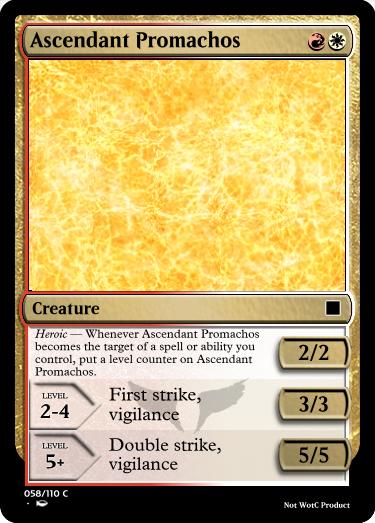 Ascendant Promachos
Creature
Heroic — Whenever Ascendant Promachos
becomes the target of a spell or ability you
control, put a level counter on Ascendant
Promachos.
2/2
LEVEL
2-4
First strike,
vigilance
3/3
LEVEL
5+
Double strike,
vigilance
5/5
058/110 C
Not WotC Product